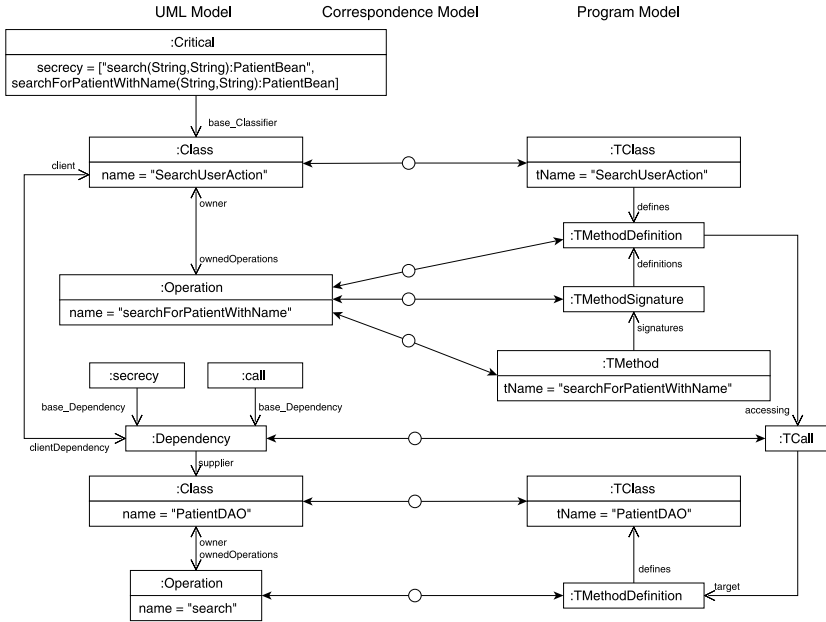 UML Model
Correspondence Model
Program Model
:Critical
secrecy = ["search(String,String):PatientBean",
searchForPatientWithName(String,String):PatientBean]
base_Classifier
:Class
name = "SearchUserAction"
:TClass
tName = "SearchUserAction"
client
owner
defines
:TMethodDefinition
ownedOperations
definitions
:Operation
name = "searchForPatientWithName"
:TMethodSignature
signatures
:TMethod
tName = "searchForPatientWithName"
:secrecy
:call
base_Dependency
base_Dependency
accessing
clientDependency
:Dependency
:TCall
supplier
:Class
name = "PatientDAO"
:TClass
tName = "PatientDAO"
owner
ownedOperations
defines
:Operation
name = "search"
:TMethodDefinition
target